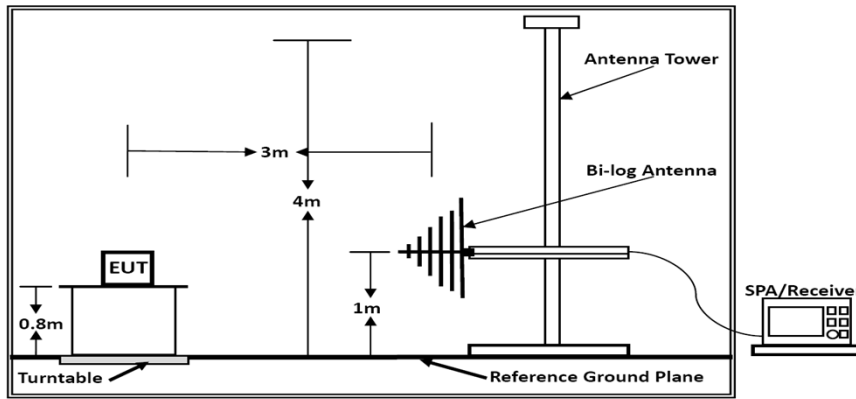 Antenna Tower
3m
Bi-log Antenna
4m
EUT
SPA/Receiver
0.8m
1m
Turntable
Reference Ground Plane